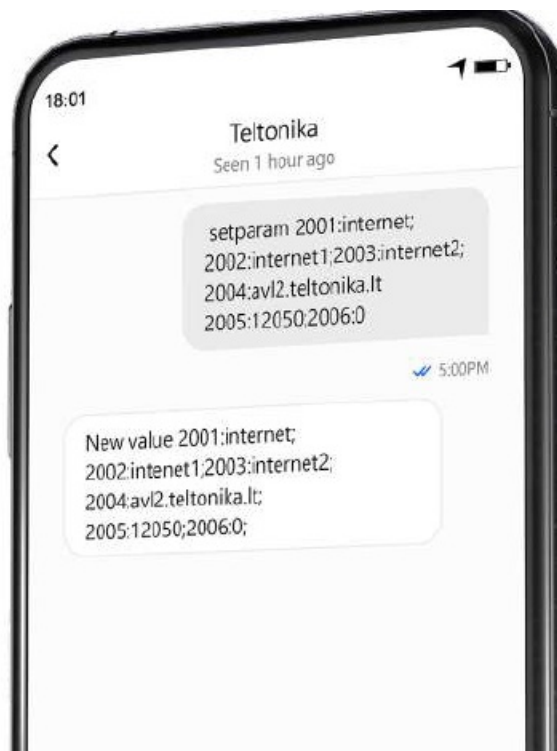 18:01
Teltonika
Seen 1 hour ago
setparam 2001:internet;
2002:internet1;2003:internet2;
2004:avl2.teltonika.lt
2005:12050;2006:0
5:00PM
New value 2001:internet;
2002:intenet1;2003:internet2;
2004:avl2.teltonika.lt;
2005:12050;2006:0;